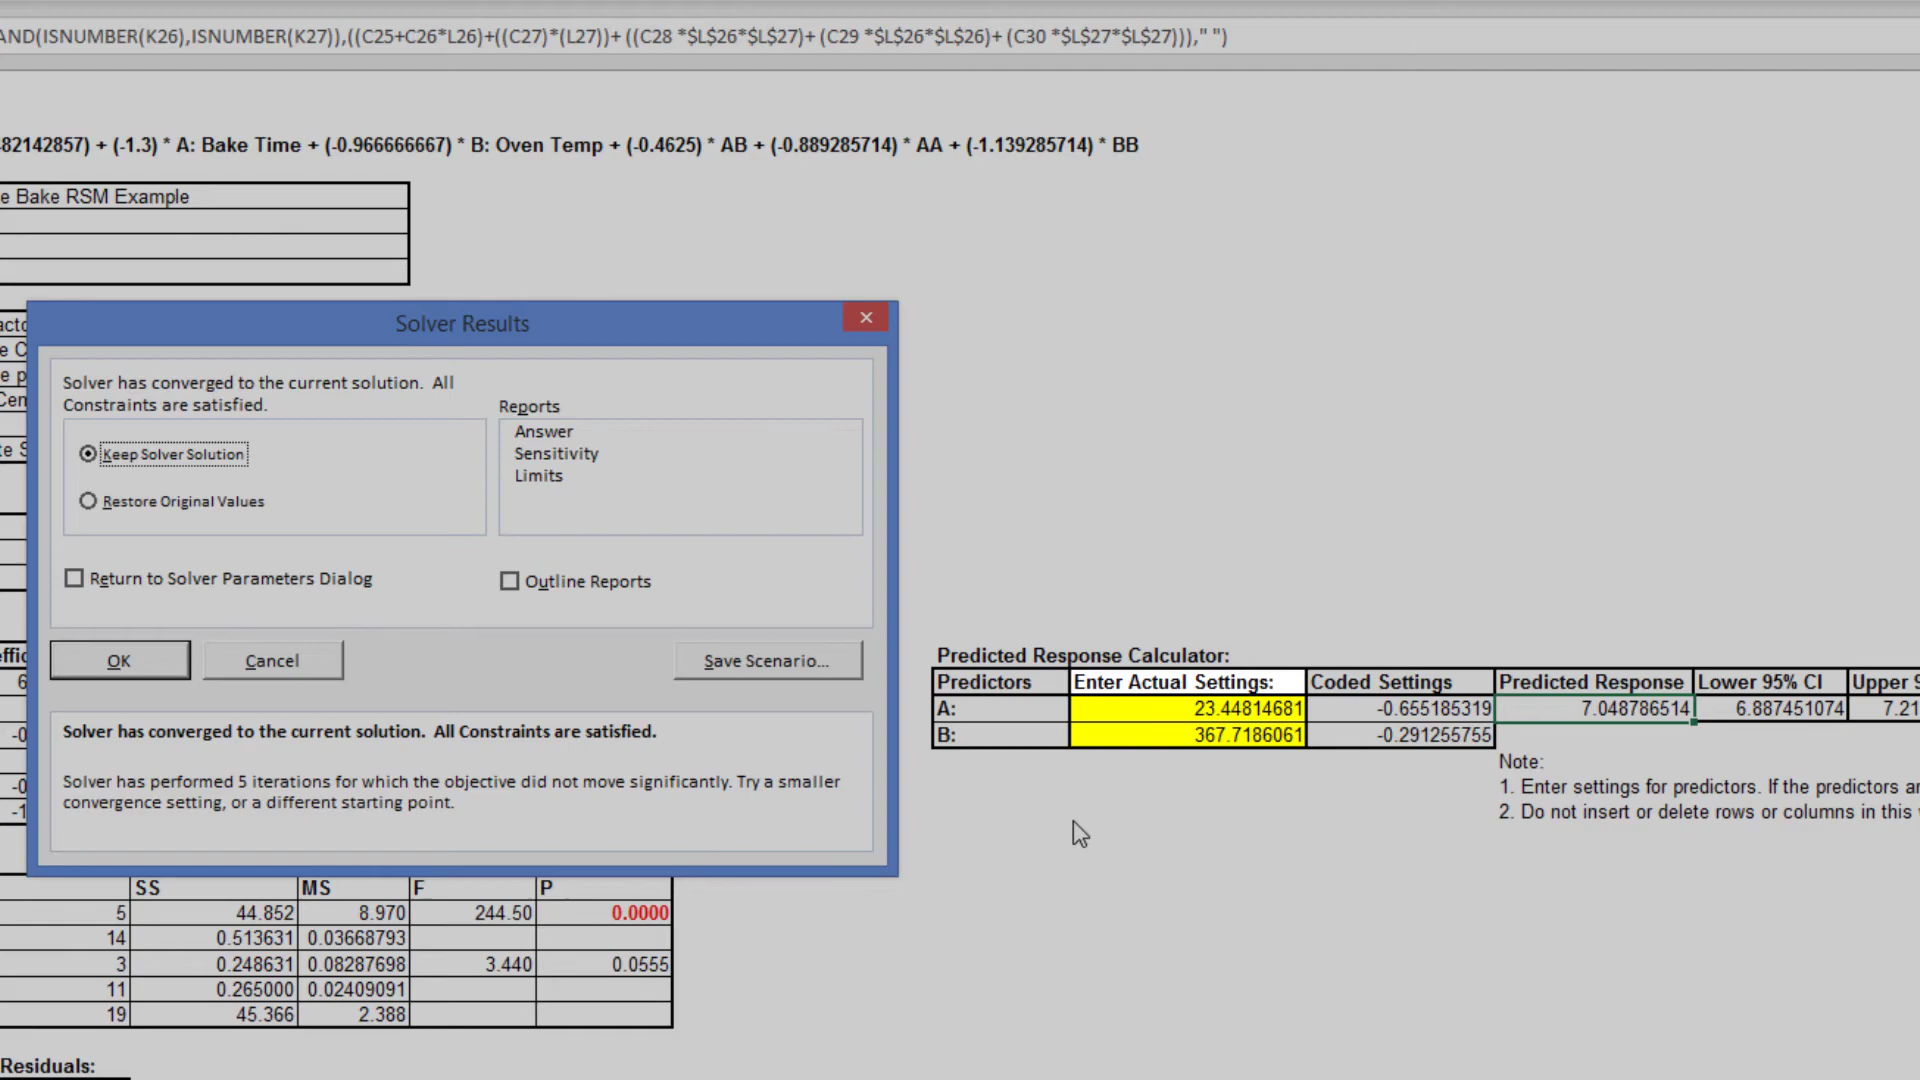 AND(ISNUMBER(K26),ISNUMBER(K27)),((C25+C26*L26)+((C27)*(L27))+ ((C28 *$L$26*$L$27)+ (C29 *$L$26*$L$26)+ (C30 *$L$27*$L$27)))," ")
82142857) + (-1.3) * A: Bake Time + (-0.966666667) * B: Oven Temp + (-0.4625) * AB + (-0.889285714) * AA + (-1.139285714) * BB
e Bake RSM Example
Solver Results
Solver has converged to the current solution. All
Constraints are satisfied.
Reports
Answer
Keep Solver Solution
Sensitivity
Limits
Restore Original Values
Return to Solver Parameters Dialog
Outline Reports
OK
Cancel
Save Scenario...
Solver has converged to the current solution. All Constraints are satisfied.
Solver has performed 5 iterations for which the objective did not move significantly. Try a smaller
convergence setting, or a different starting point.
Predicted Response Calculator:
Predictors Enter Actual Settings: Coded Settings Predicted Response Lower 95% CI Upper 9
A: 23.44814681 -0.655185319 7.048786514 6.887451074 7.21
B: 367.7186061 -0.291255755
Note:
1. Enter settings for predictors. If the predictors ar
2. Do not insert or delete rows or columns in this
SS MS F P
5 44.852 8.970 244.50 0.0000
14 0.513631 0.03668793
3 0.248631 0.08287698 3.440 0.0555
11 0.265000 0.02409091
19 45.366 2.388
Residuals: